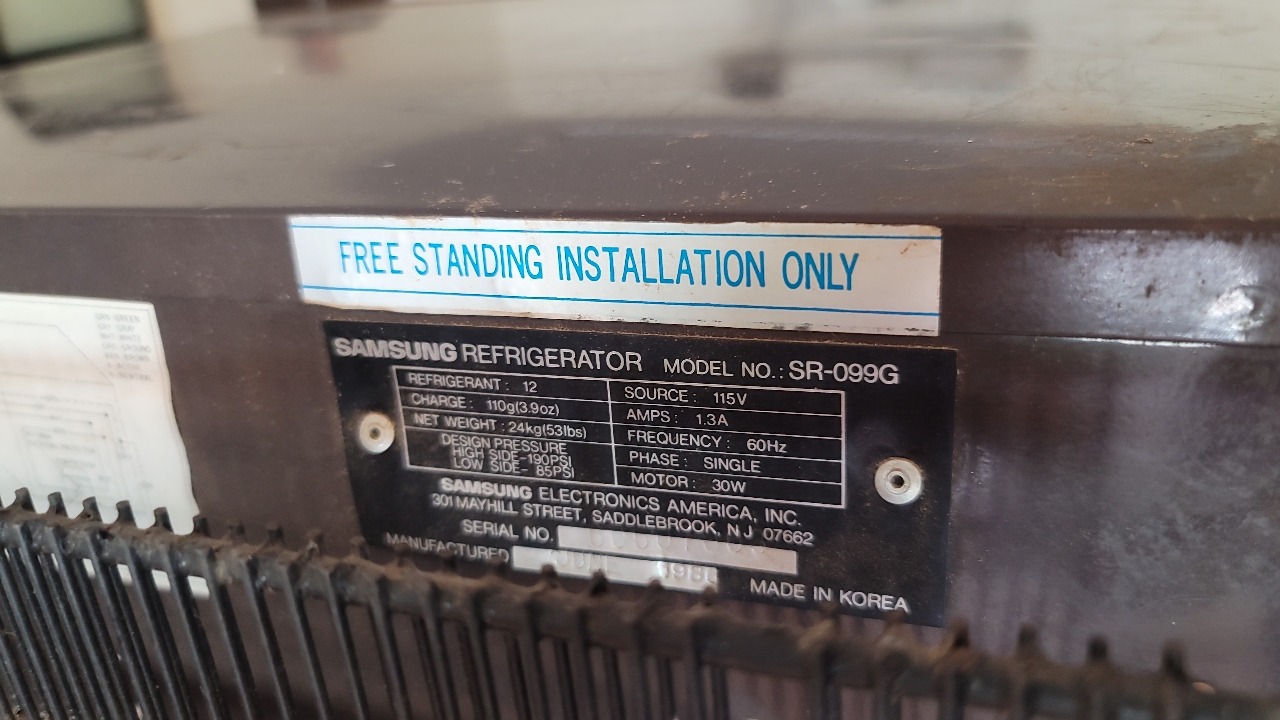 FREE STANDING INSTALLATION ONLY
SAMSUNG REFRIGERATOR MODEL NO.: SR-099G
REFRIGERANT : 12
CHARGE : 110g(3.9oz)
NET WEIGHT : 24kg(53lbs)
DESIGN PRESSURE
HIGH SIDE-190PSI
LOW SIDE- 85PSI
SOURCE : 115V
AMPS : 1.3A
FREQUENCY : 60Hz
PHASE : SINGLE
MOTOR : 30W
SAMSUNG ELECTRONICS AMERICA, INC.
301 MAYHILL STREET, SADDLEBROOK, N.J 07662
SERIAL NO.
MANUFACTURED JUNE
MADE IN KOREA